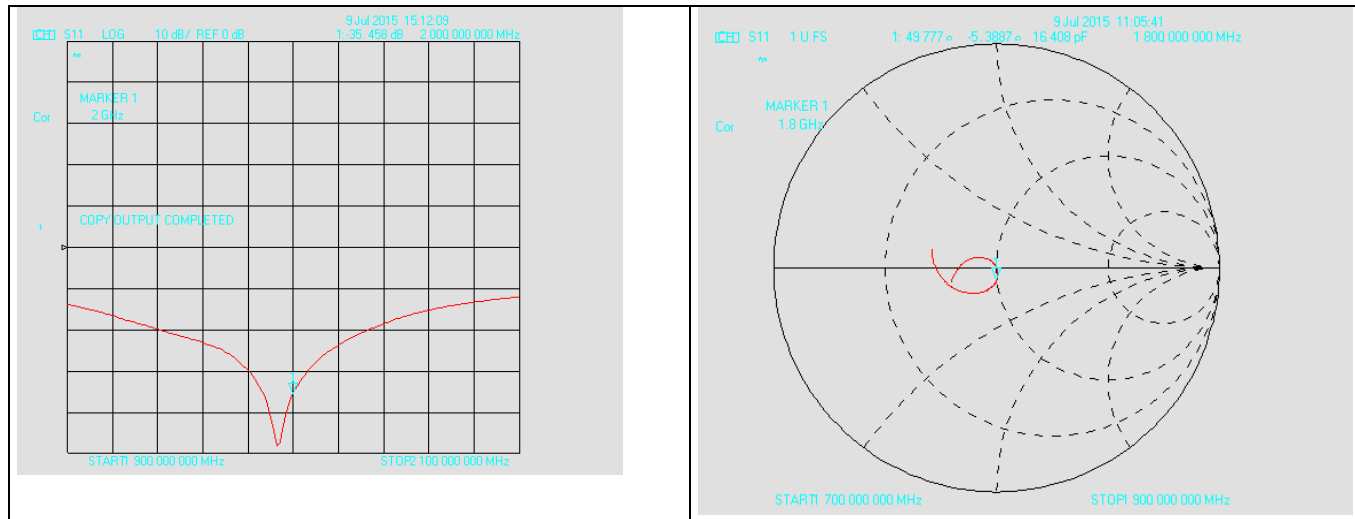 9 Jul 2015 15:12:09
CH1 S11 LOG 10 dB/ REF 0 dB 1:-35.458 dB 2 000.000 000 MHz
MARKER 1
2 GHz
Cor
COPY OUTPUT COMPLETED
1
1
START1 900.000 000 MHz STOP2 100.000 000 MHz
9 Jul 2015 11:05:41
CH1 S11 1 U FS 1: 49.777 -5.3887 16.408 pF 1 800.000 000 MHz
MARKER 1
1.8 GHz
Cor
1
START1 700.000 000 MHz STOP1 900.000 000 MHz